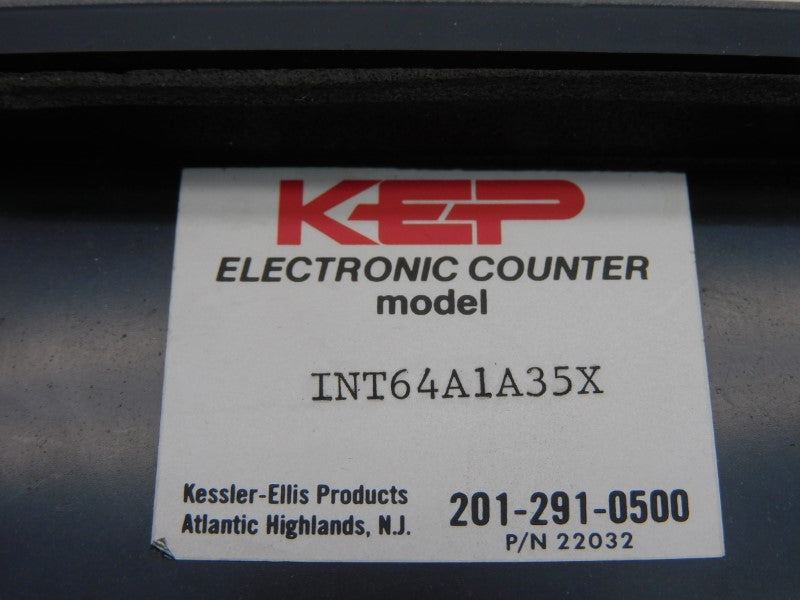 KEP
ELECTRONIC COUNTER
model
INT64A1A35X
Kessler-Ellis Products
Atlantic Highlands, N.J.
201-291-0500
P/N 22032